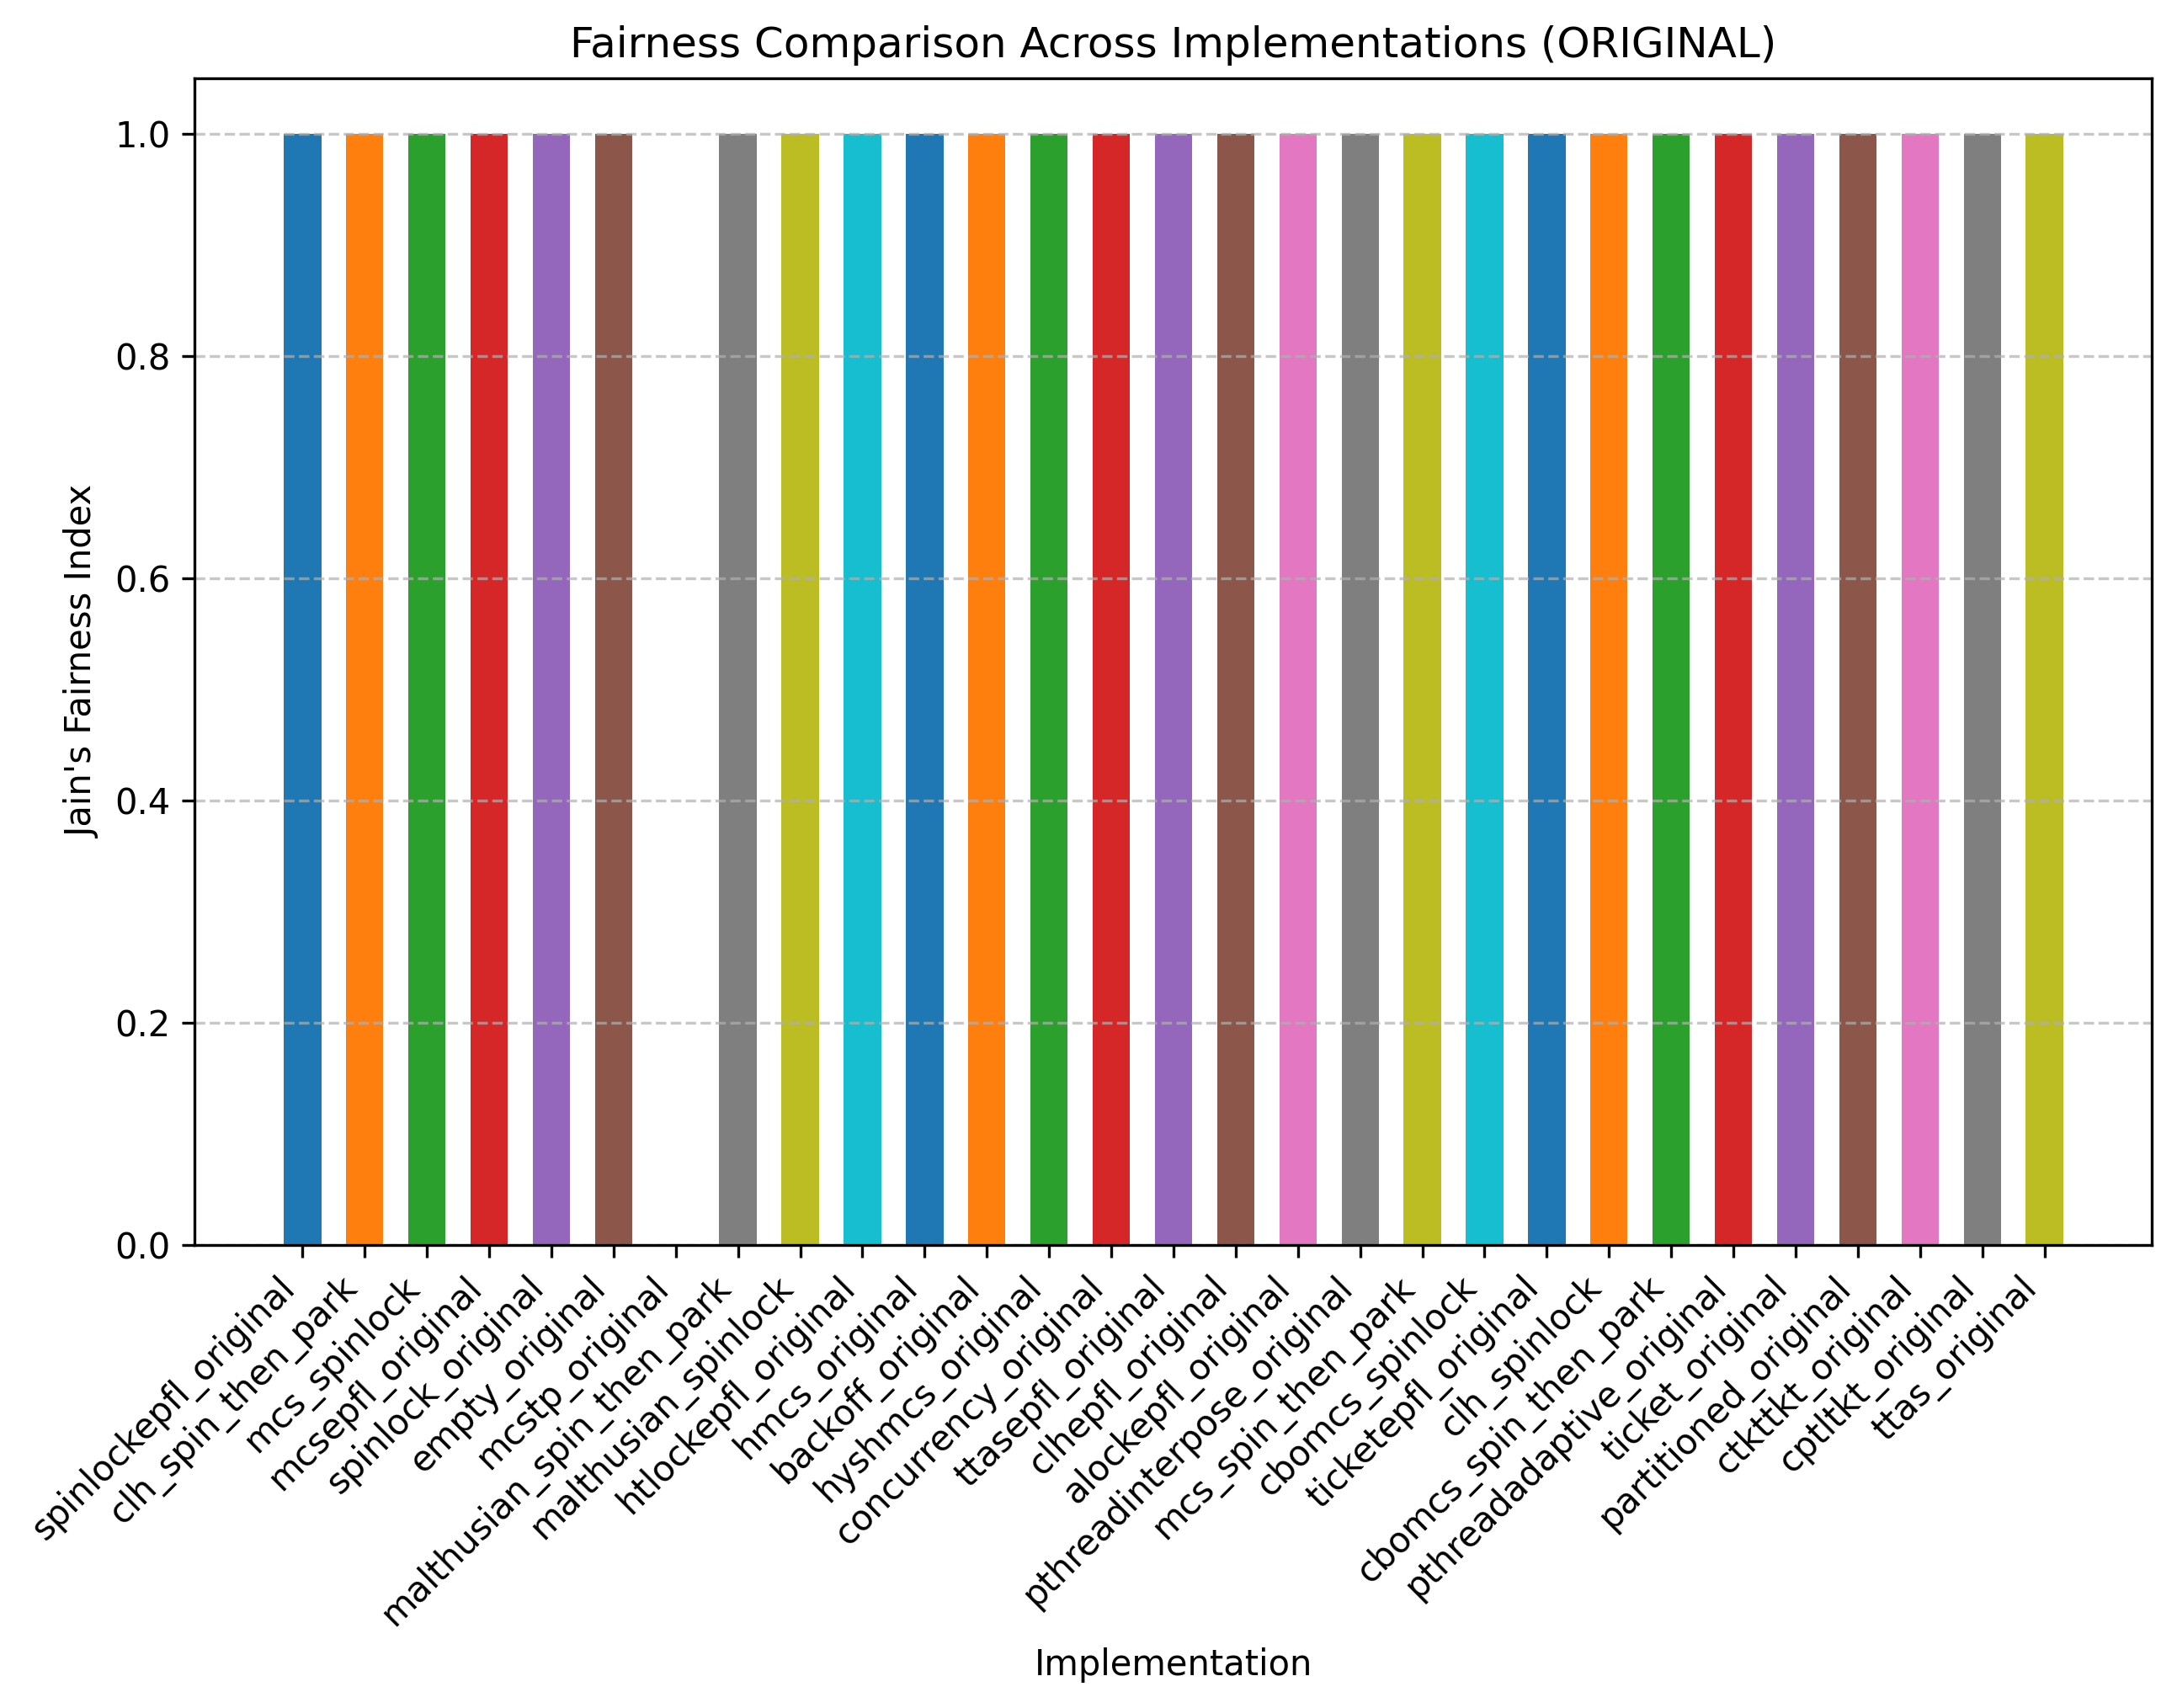 Fairness Comparison Across Implementations (ORIGINAL)
Jain's Fairness Index
1.0
0.8
0.6
0.4
0.2
0.0
spinlockepfl_original
clh_spin_then_park
mcs_spinlock
mcsepfl_original
spinlock_original
empty_original
mcstp_original
malthusian_spin_then_park
malthusian_spinlock
htlockepfl_original
hmcs_original
backoff_original
hyshmcs_original
concurrency_original
ttasepfl_original
clhepfl_original
alockepfl_original
pthreadinterpose_original
mcs_spin_then_park
cbomcs_spinlock
ticketepfl_original
clh_spinlock
cbomcs_spin_then_park
pthreadadaptive_original
ticket_original
partitioned_original
ctkttkt_original
cptltkt_original
ttas_original
Implementation